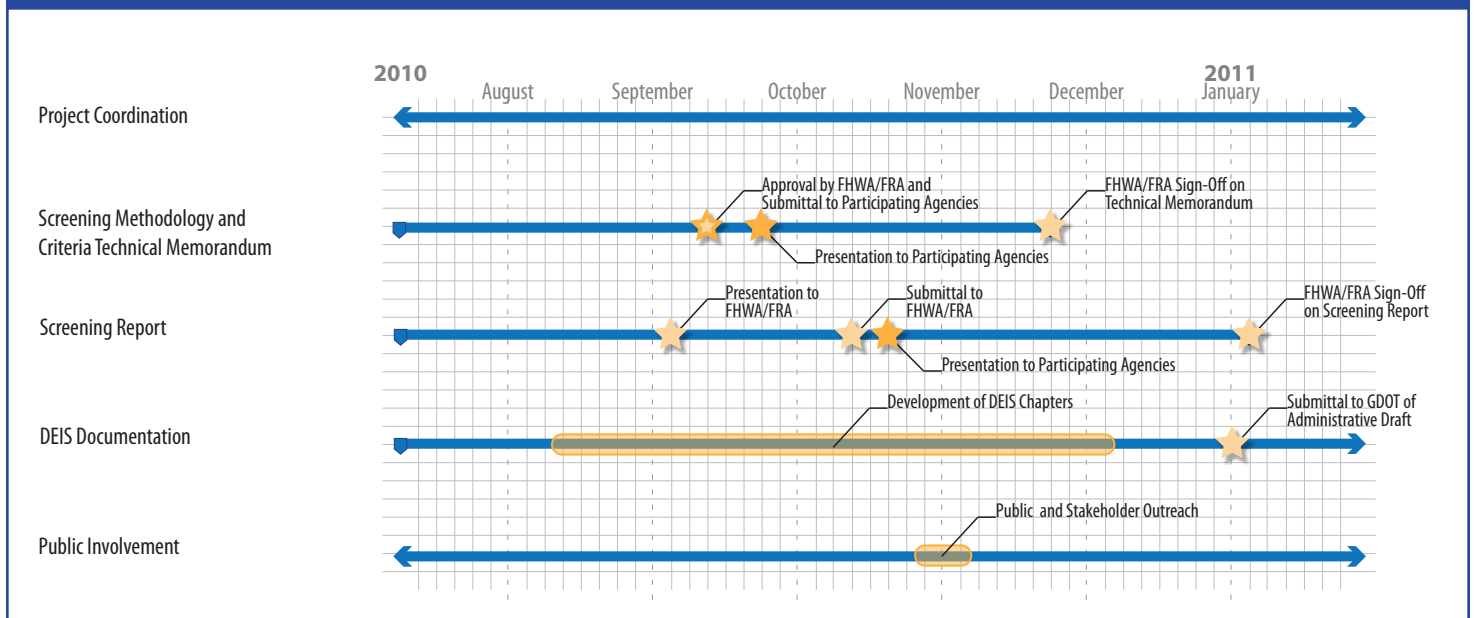 2010
2011
August
September
October
November
December
January
Project Coordination
Approval by FHWA/FRA and
Submittal to Participating Agencies
FHWA/FRA Sign-Off on
Technical Memorandum
Screening Methodology and
Criteria Technical Memorandum
Presentation to Participating Agencies
Presentation to
FHWA/FRA
Submittal to
FHWA/FRA
FHWA/FRA Sign-Off
on Screening Report
Screening Report
Presentation to Participating Agencies
Development of DEIS Chapters
Submittal to GDOT of
Administrative Draft
DEIS Documentation
Public and Stakeholder Outreach
Public Involvement